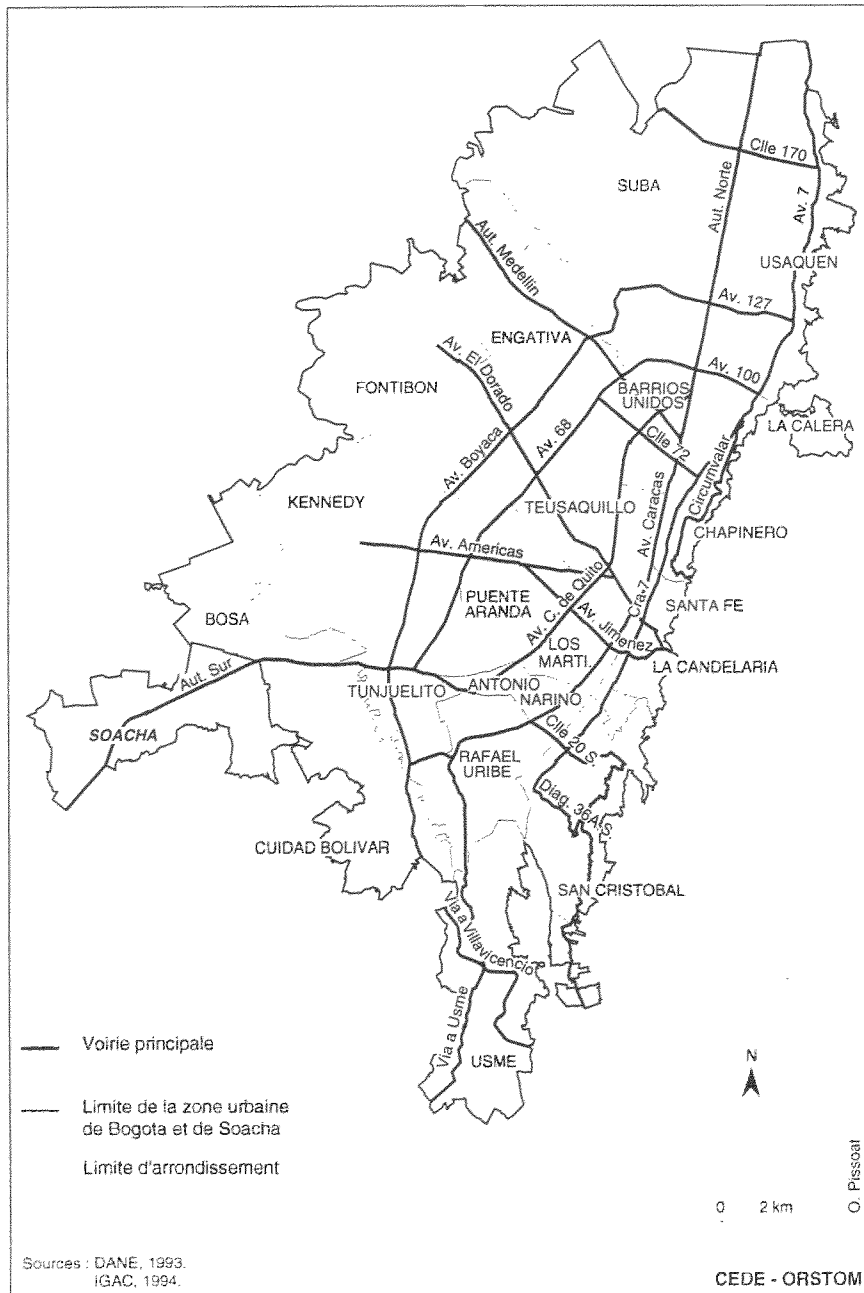 Clle 170
SUBA
Aut. Norte
Av. 7
Aut. Medellin
USAQUEN
Av. 127
ENGATIVA
Av. El Dorado
Av. 100
FONTIBON
BARRIOS
UNIDOS
LA CALERA
Av. 68
Clle 72
Av. Boyaca
Circumvalar
KENNEDY
TEUSAQUILLO
Av. Caracas
CHAPINERO
Av. Americas
PUENTE
ARANDA
Av. C. de Quito
Cra 7
SANTA FE
BOSA
Av. Jimenez
LOS
MARTI.
LA CANDELARIA
Aut. Sur
TUNJUELITO
ANTONIO
NARINO
SOACHA
Clle 20 S.
RAFAEL
URIBE
Diag. 36A S.
CUIDAD BOLIVAR
SAN CRISTOBAL
Via a Villavicencio
Via a Usme
USME
Voirie principale
Limite de la zone urbaine
de Bogota et de Soacha
Limite d'arrondissement
N
0 2 km
O. Pissoat
Sources : DANE, 1993.
IGAC, 1994.
CEDE - ORSTOM